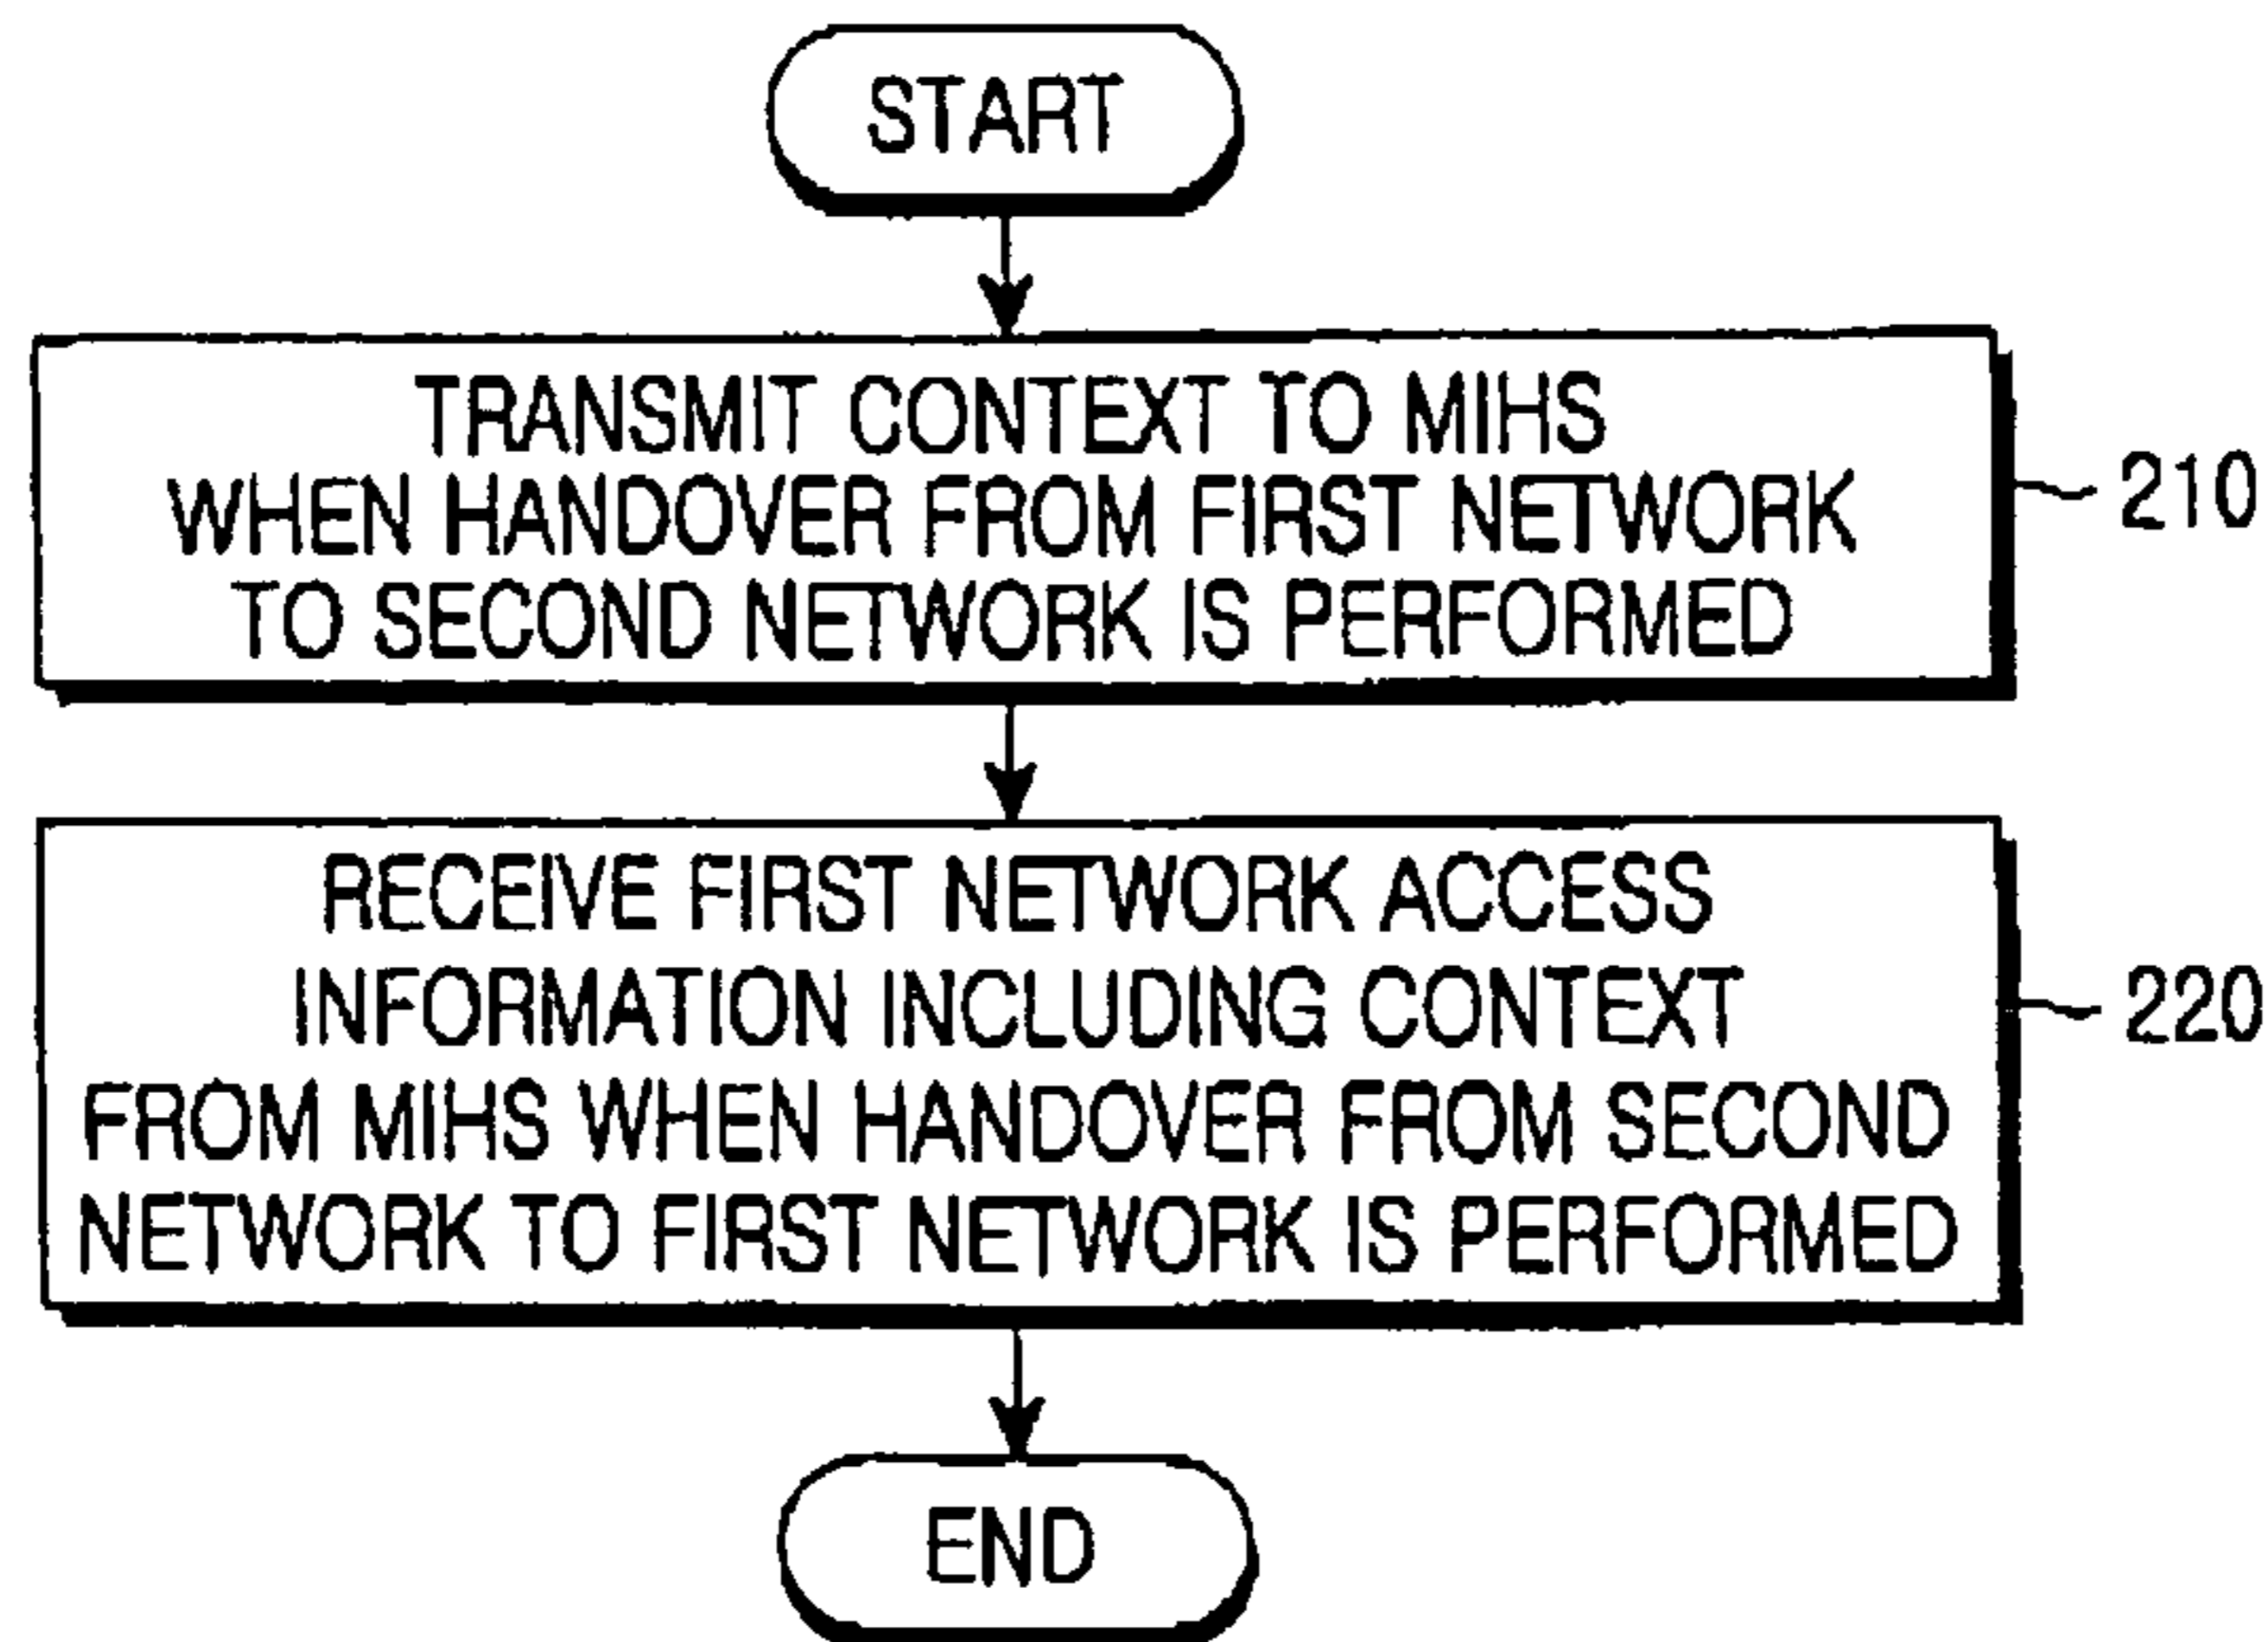 START
TRANSMIT CONTEXT TO MIHS
WHEN HANDOVER FROM FIRST NETWORK
TO SECOND NETWORK IS PERFORMED
210
RECEIVE FIRST NETWORK ACCESS
INFORMATION INCLUDING CONTEXT
FROM MIHS WHEN HANDOVER FROM SECOND
NETWORK TO FIRST NETWORK IS PERFORMED
220
END